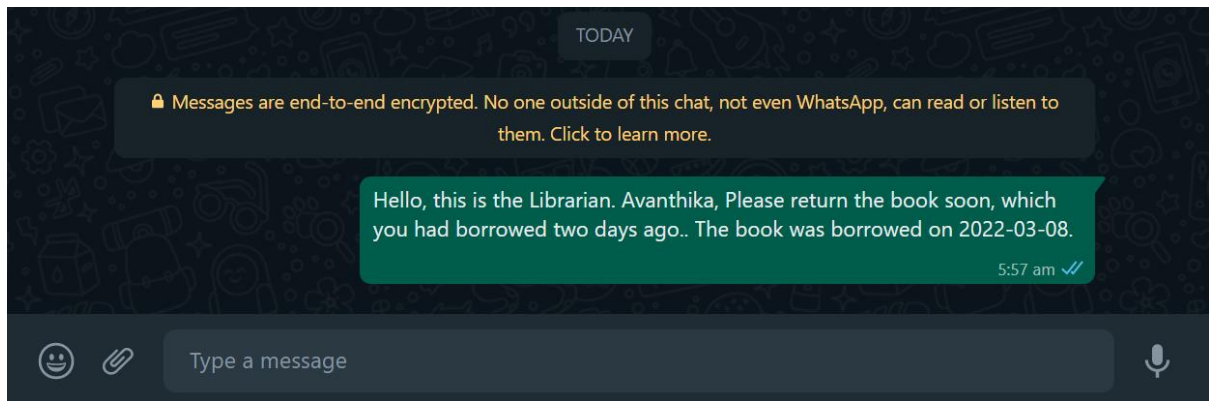 TODAY
Messages are end-to-end encrypted. No one outside of this chat, not even WhatsApp, can read or listen to
them. Click to learn more.
Hello, this is the Librarian. Avanthika, Please return the book soon, which
you had borrowed two days ago.. The book was borrowed on 2022-03-08.
5:57 am
Type a message